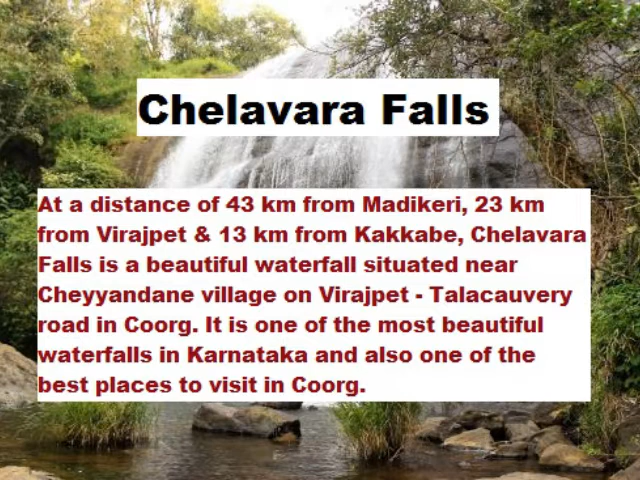 Chelavara Falls
At a distance of 43 km from Madikeri, 23 km
from Virajpet & 13 km from Kakkabe, Chelavara
Falls is a beautiful waterfall situated near
Cheyyandane village on Virajpet - Talacauvery
road in Coorg. It is one of the most beautiful
waterfalls in Karnataka and also one of the
best places to visit in Coorg.